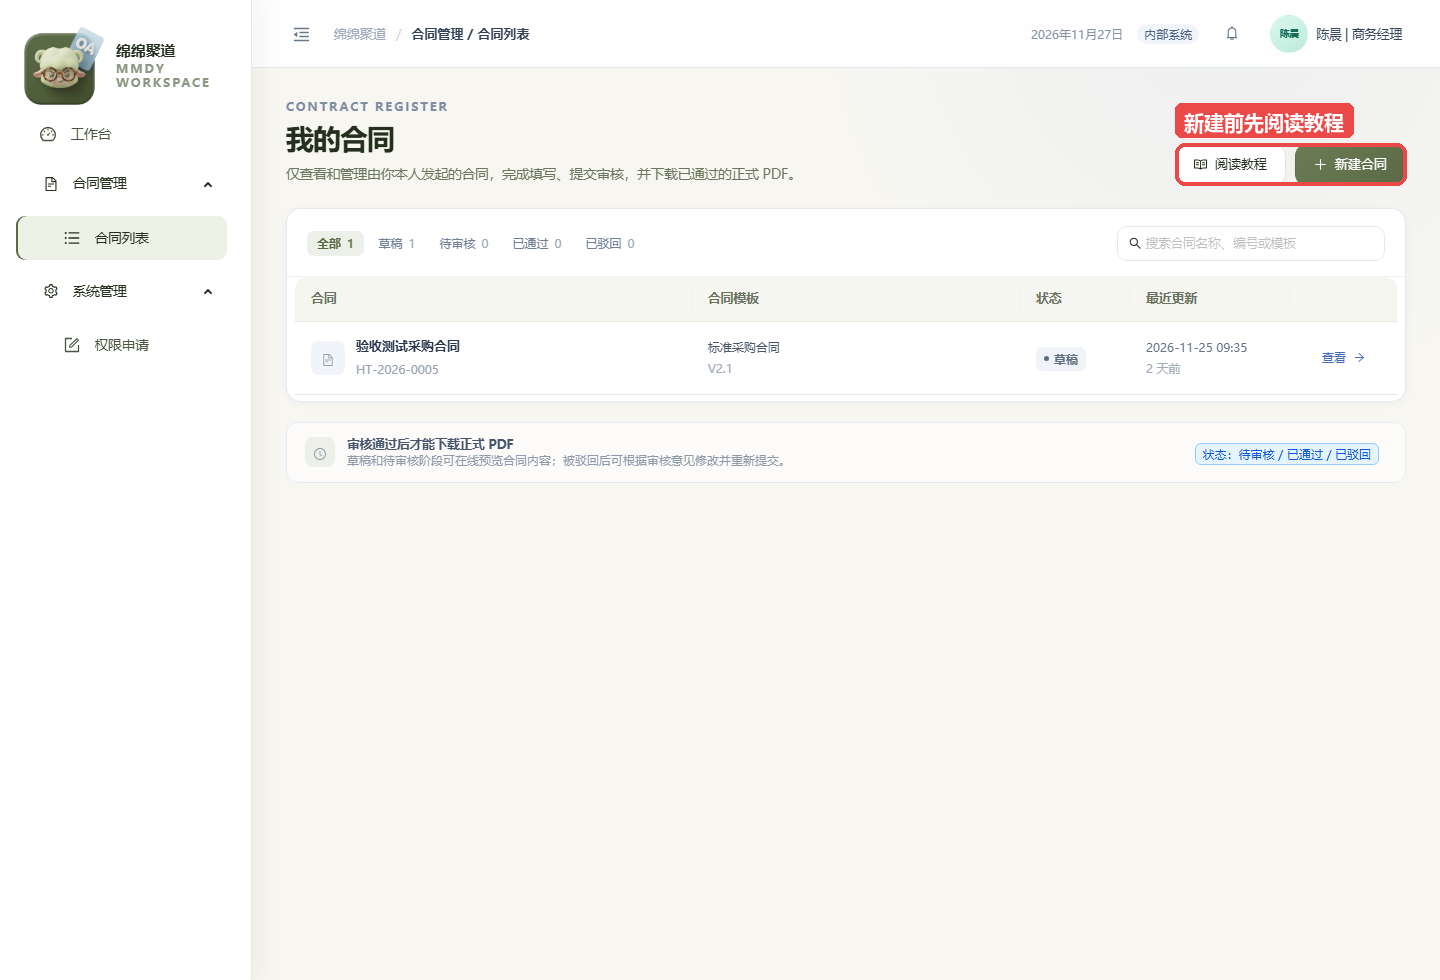 QA
绵绵聚道
MMDY
WORKSPACE
工作台
合同管理
合同列表
系统管理
权限申请
绵绵聚道 / 合同管理 / 合同列表
2026年11月27日
内部系统
陈晨
陈晨 | 商务经理
CONTRACT REGISTER
我的合同
仅查看和管理由你本人发起的合同，完成填写、提交审核，并下载已通过的正式 PDF。
新建前先阅读教程
阅读教程
新建合同
全部 1
草稿 1
待审核 0
已通过 0
已驳回 0
搜索合同名称、编号或模板
合同
合同模板
状态
最近更新
验收测试采购合同
HT-2026-0005
标准采购合同
V2.1
草稿
2026-11-25 09:35
2 天前
查看
审核通过后才能下载正式 PDF
草稿和待审核阶段可在线预览合同内容；被驳回后可根据审核意见修改并重新提交。
状态：待审核 / 已通过 / 已驳回